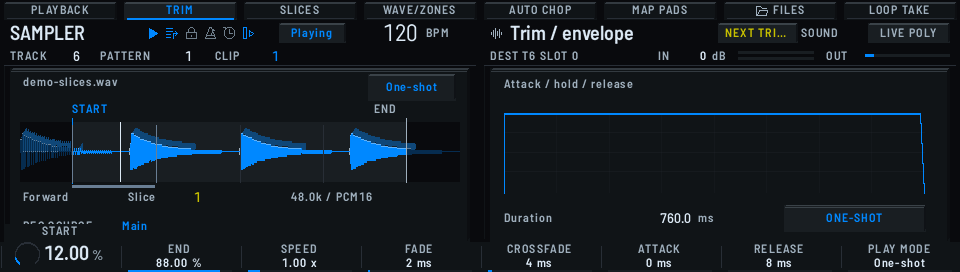 PLAYBACK TRIM SLICES WAVE/ZONES AUTO CHOP MAP PADS FILES LOOP TAKE
SAMPLER Playing 120 BPM Trim / envelope NEXT TRI... SOUND LIVE POLY
TRACK 6 PATTERN 1 CLIP 1 DEST T6 SLOT 0 IN 0 dB OUT
demo-slices.wav One-shot
START END
Forward Slice 1 48.0k / PCM16
REC SOURCE Main
Attack / hold / release
Duration 760.0 ms ONE-SHOT
START END SPEED FADE CROSSFADE ATTACK RELEASE PLAY MODE
12.00 % 88.00 % 1.00 x 2 ms 4 ms 0 ms 8 ms One-shot